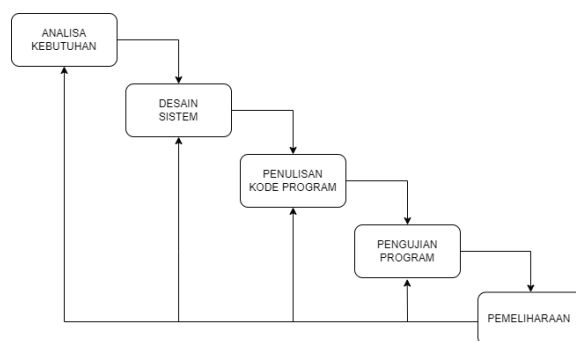 ANALISA
KEBUTUHAN
DESAIN
SISTEM
PENULISAN
KODE PROGRAM
PENGUJIAN
PROGRAM
PEMELIHARAAN